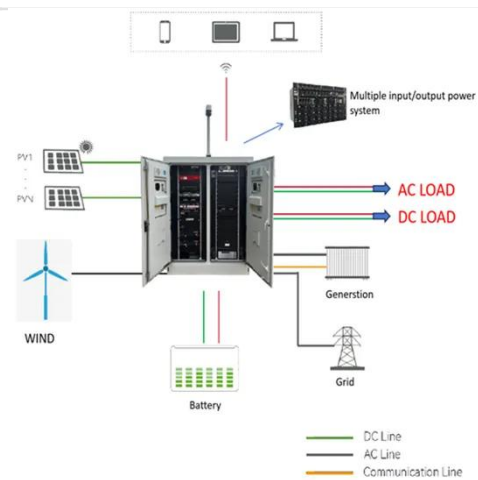 Multiple input/output power
system
PV1
PVN
AC LOAD
DC LOAD
WIND
Generstion
Grid
Battery
DC Line
AC Line
Communication Line